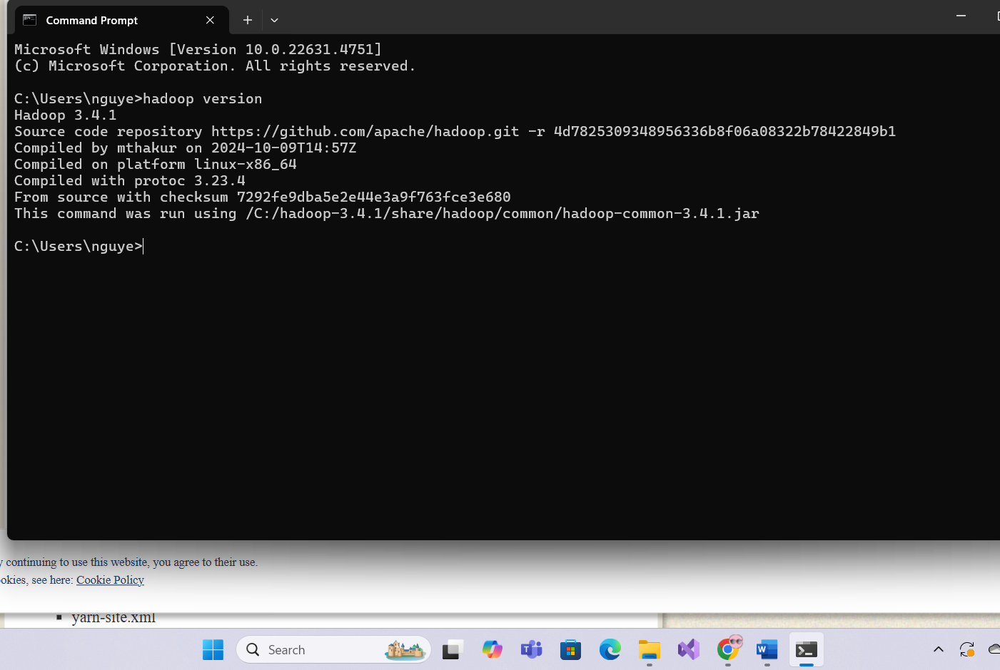 Command Prompt
Microsoft Windows [Version 10.0.22631.4751]
(c) Microsoft Corporation. All rights reserved.
C:\Users\nguye>hadoop version
Hadoop 3.4.1
Source code repository https://github.com/apache/hadoop.git -r 4d7825309348956336b8f06a08322b78422849b1
Compiled by mthakur on 2024-10-09T14:57Z
Compiled on platform linux-x86_64
Compiled with protoc 3.23.4
From source with checksum 7292fe9dba5e2e44e3a9f763fce3e680
This command was run using /C:/hadoop-3.4.1/share/hadoop/common/hadoop-common-3.4.1.jar
C:\Users\nguye>
continuing to use this website, you agree to their use.
okies, see here: Cookie Policy
yarn-site.xml
Search